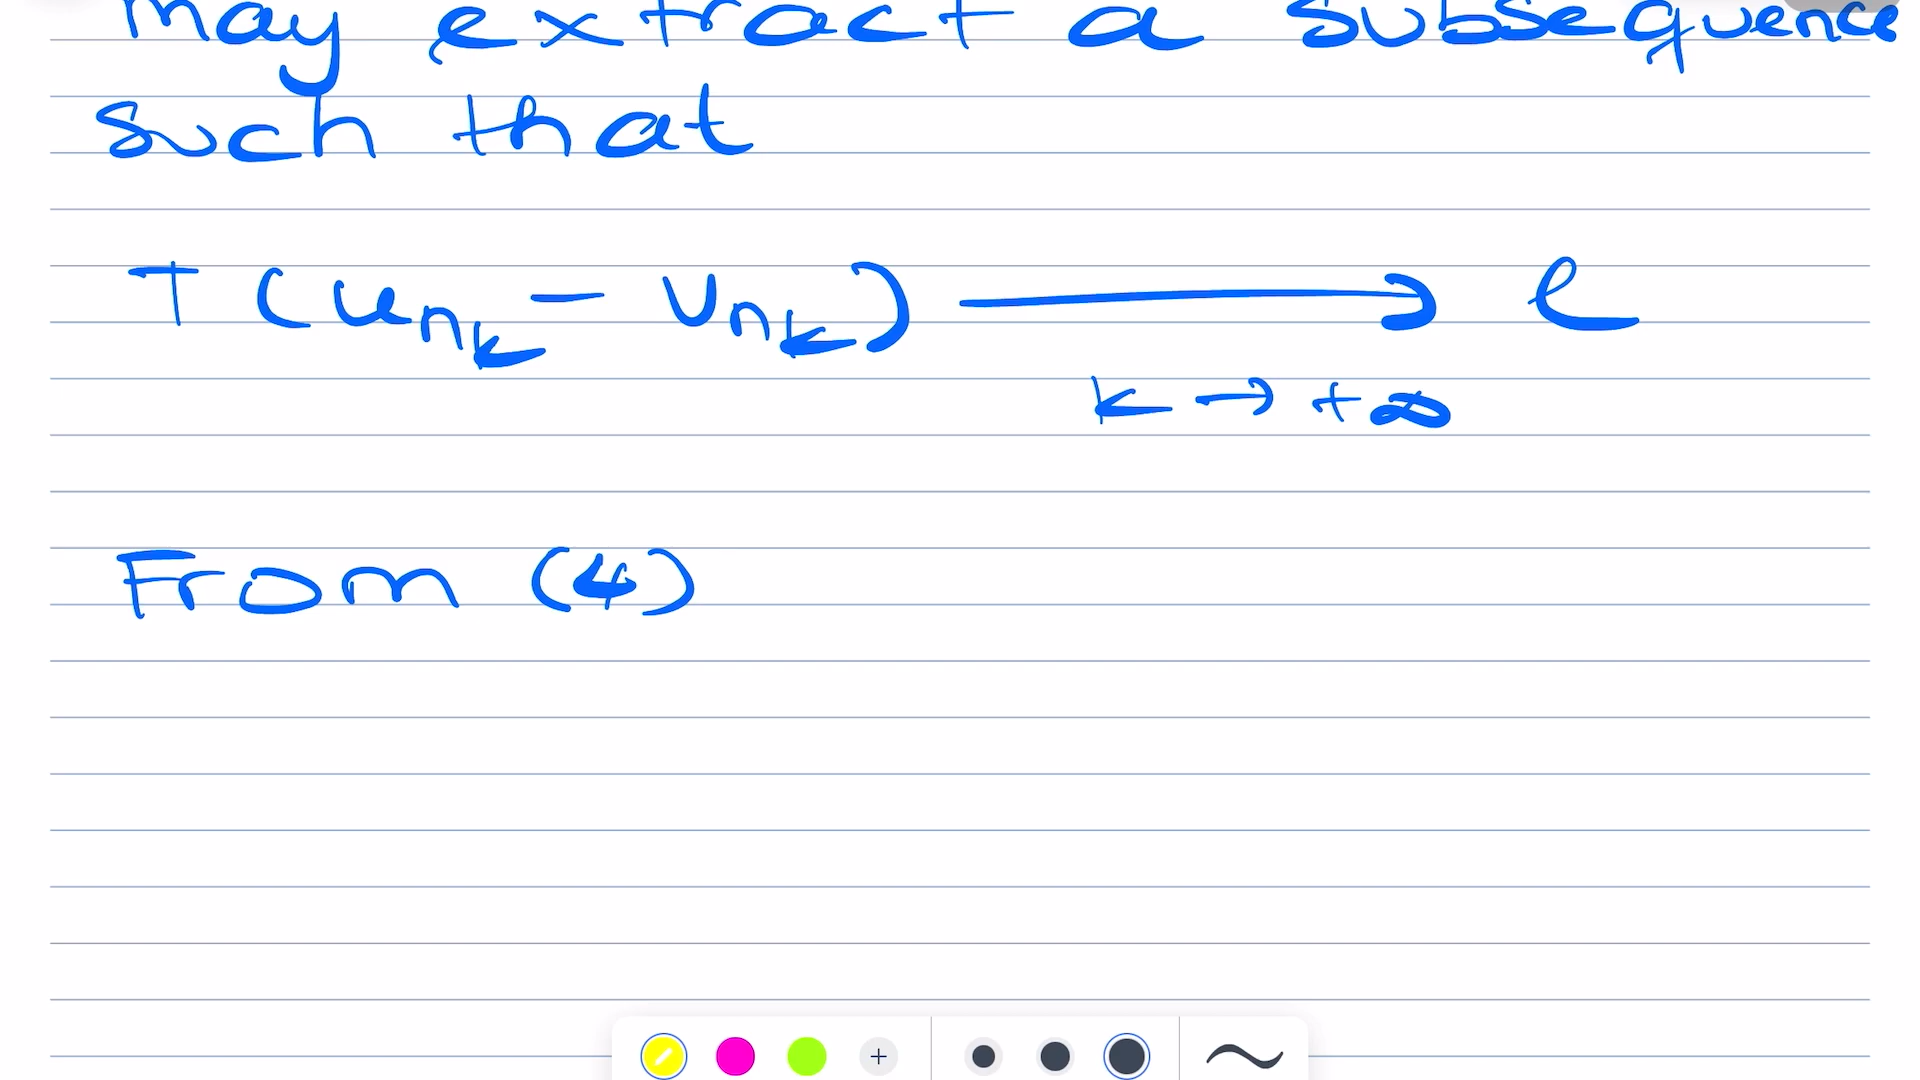 may extract a subsequence
such that
T(u_{n_k} - v_{n_k}) ⟶ l
k → +∞
From (4)